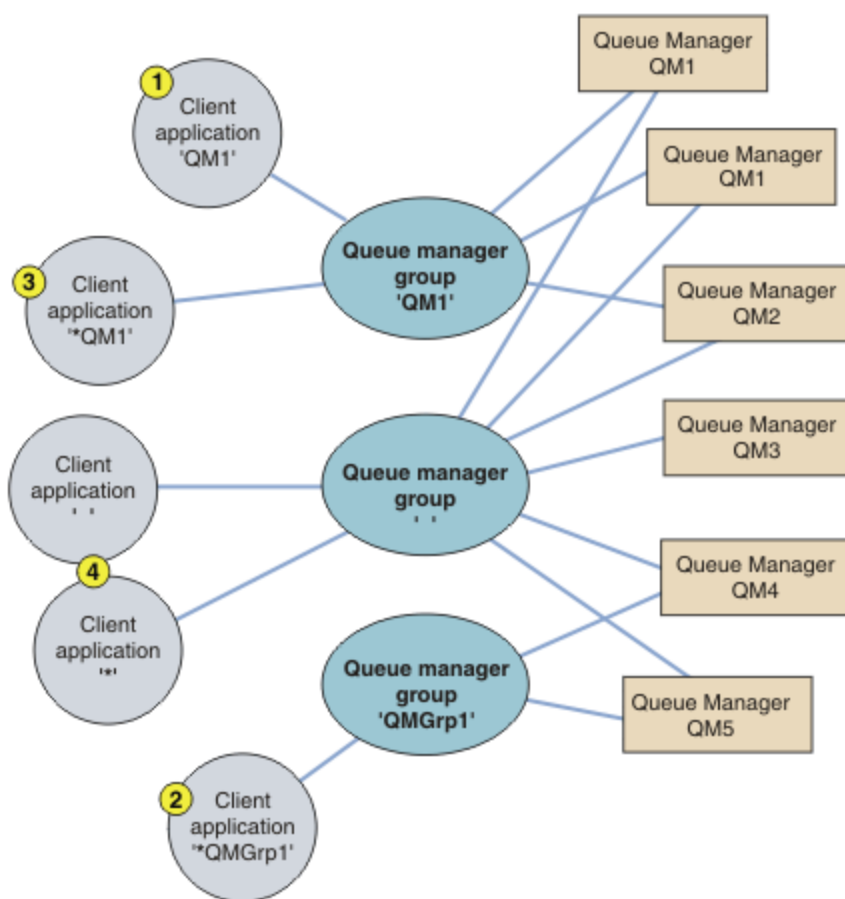 1
Client
application
'QM1'
3
Client
application
'*QM1'
Client
application
' '
4
Client
application
'*'
2
Client
application
'*QMGrp1'
Queue manager
group
'QM1'
Queue manager
group
' '
Queue manager
group
'QMGrp1'
Queue Manager
QM1
Queue Manager
QM1
Queue Manager
QM2
Queue Manager
QM3
Queue Manager
QM4
Queue Manager
QM5